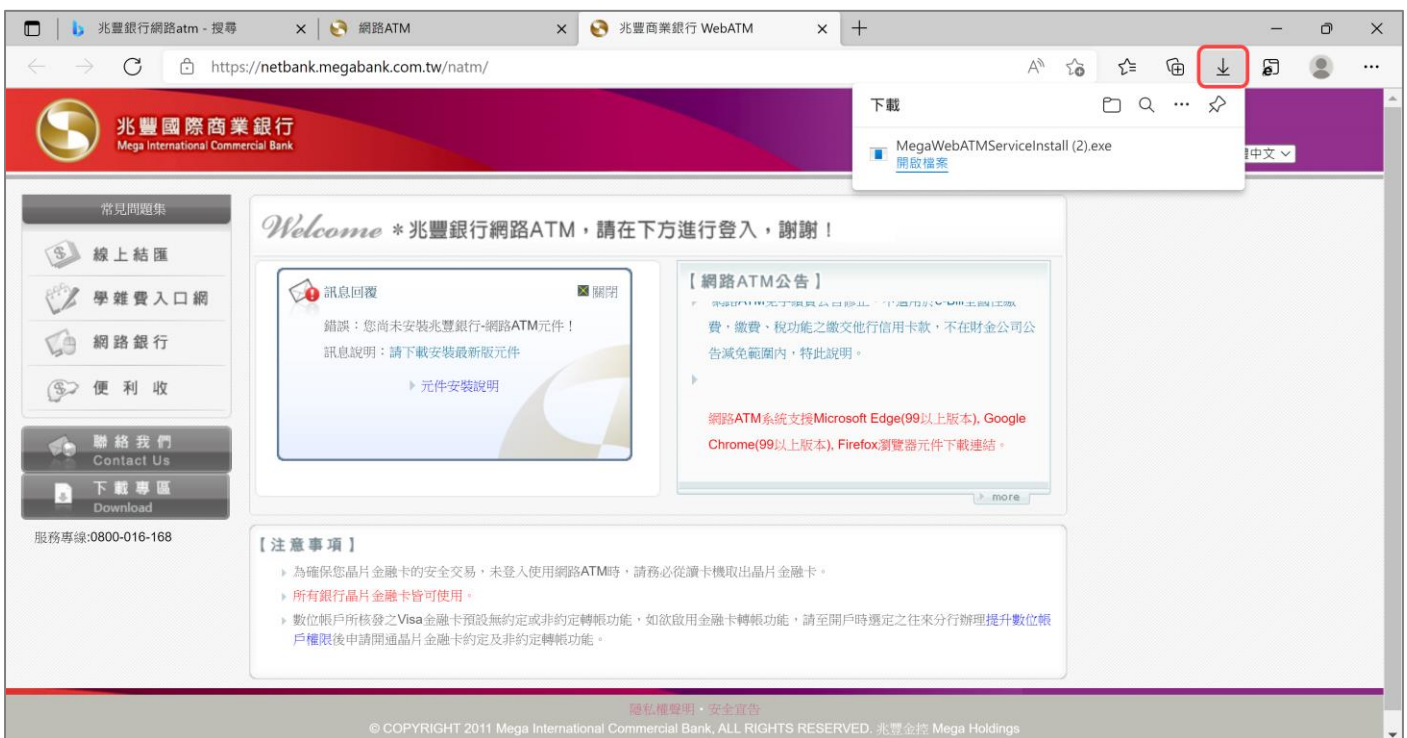 兆豐銀行網路atm - 搜尋
網路ATM
兆豐商業銀行 WebATM
https://netbank.megabank.com.tw/natm/
下載
MegaWebATMServiceInstall (2).exe
開啟檔案
兆豐國際商業銀行
Mega International Commercial Bank
中文
常見問題集
線上結匯
學雜費入口網
網路銀行
便利收
聯絡我們
Contact Us
下載專區
Download
服務專線:0800-016-168
Welcome *兆豐銀行網路ATM,請在下方進行登入,謝謝!
訊息回覆
關閉
錯誤:您尚未安裝兆豐銀行-網路ATM元件!
訊息說明:請下載安裝最新版元件
元件安裝說明
【網路ATM公告】
費,繳費、稅功能之繳交他行信用卡款,不在財金公司公
告減免範圍內,特此說明。
網路ATM系統支援Microsoft Edge(99以上版本), Google
Chrome(99以上版本), Firefox瀏覽器元件下載連結。
more
【注意事項】
為確保您晶片金融卡的安全交易,未登入使用網路ATM時,請務必從讀卡機取出晶片金融卡。
所有銀行晶片金融卡皆可使用。
數位帳戶所核發之Visa金融卡預設無約定或非約定轉帳功能,如欲啟用金融卡轉帳功能,請至開戶時選定之往來分行辦理提升數位帳
戶權限後申請開通晶片金融卡約定及非約定轉帳功能。
隱私權聲明・安全宣告
© COPYRIGHT 2011 Mega International Commercial Bank, ALL RIGHTS RESERVED. 兆豐金控 Mega Holdings